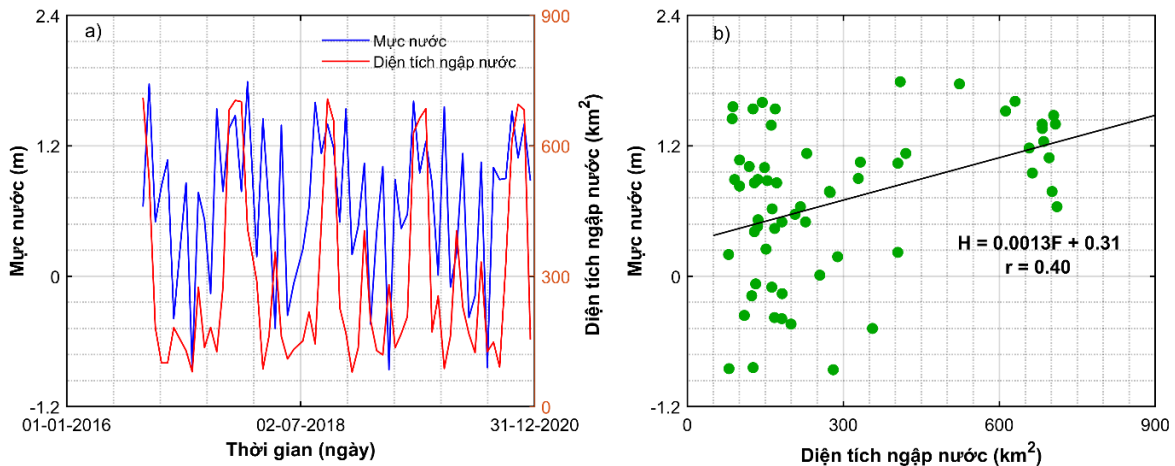 a)
Mực nước
Diện tích ngập nước
2.4
1.2
0
-1.2
Mực nước (m)
900
600
300
0
Diện tích ngập nước (km2)
01-01-2016
02-07-2018
31-12-2020
Thời gian (ngày)
b)
2.4
1.2
0
-1.2
Mực nước (m)
H = 0.0013F + 0.31
r = 0.40
0
300
600
900
Diện tích ngập nước (km2)